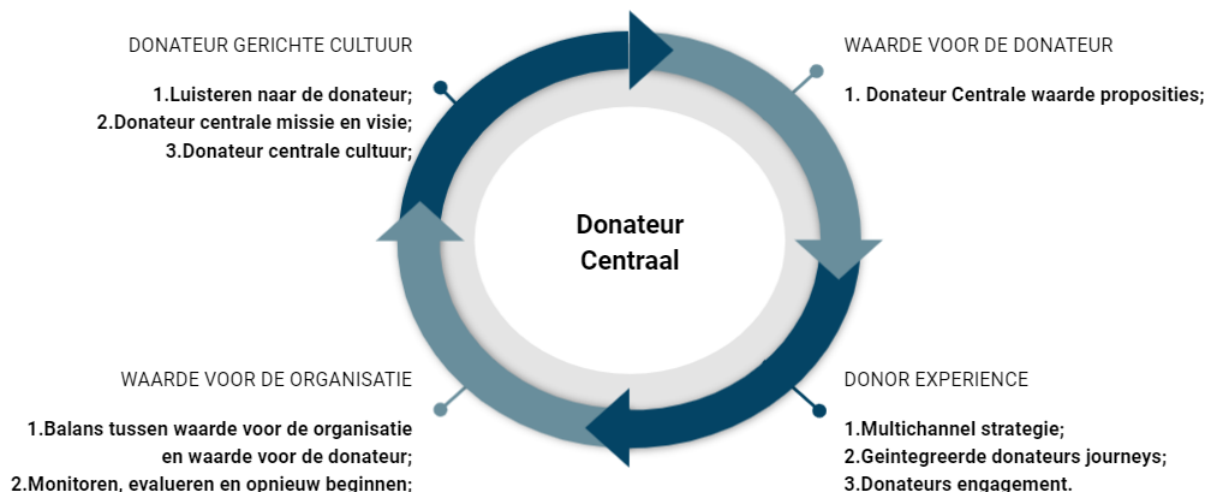 DONATEUR GERICHTE CULTUUR
1.Luisteren naar de donateur;
2.Donateur centrale missie en visie;
3.Donateur centrale cultuur;
WAARDE VOOR DE DONATEUR
1. Donateur Centrale waarde proposities;
Donateur
Centraal
WAARDE VOOR DE ORGANISATIE
1.Balans tussen waarde voor de organisatie
en waarde voor de donateur;
2.Monitoren, evalueren en opnieuw beginnen;
DONOR EXPERIENCE
1.Multichannel strategie;
2.Geintegreerde donateurs journeys;
3.Donateurs engagement.